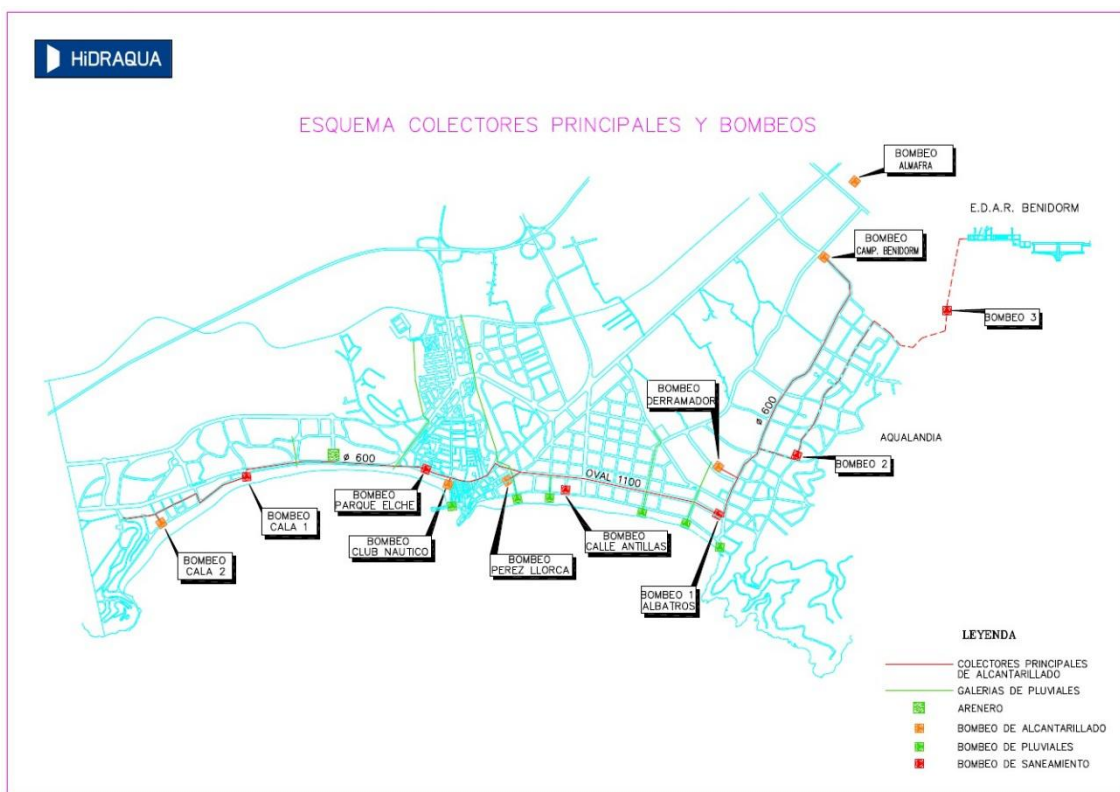 HiDRAQUA
ESQUEMA COLECTORES PRINCIPALES Y BOMBEOS
BOMBEO
ALMAFRA
E.D.A.R. BENIDORM
BOMBEO
CAMP. BENIDORM
BOMBEO 3
BOMBEO
DERRAMADOR
Ø 600
AQUALANDIA
BOMBEO 2
Ø 600
OVAL 1100
BOMBEO
PARQUE ELCHE
BOMBEO
CALA 1
BOMBEO
CLUB NAUTICO
BOMBEO
CALLE ANTILLAS
BOMBEO
CALA 2
BOMBEO
PEREZ LLORCA
BOMBEO 1
ALBATROS
LEYENDA
COLECTORES PRINCIPALES
DE ALCANTARILLADO
GALERIAS DE PLUVIALES
ARENERO
BOMBEO DE ALCANTARILLADO
BOMBEO DE PLUVIALES
BOMBEO DE SANEAMIENTO